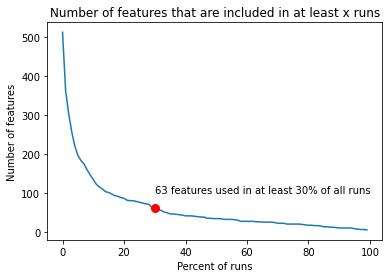 Number of features that are included in at least x runs
500
400
300
200
100
0
Number of features
63 features used in at least 30% of all runs
0 20 40 60 80 100
Percent of runs